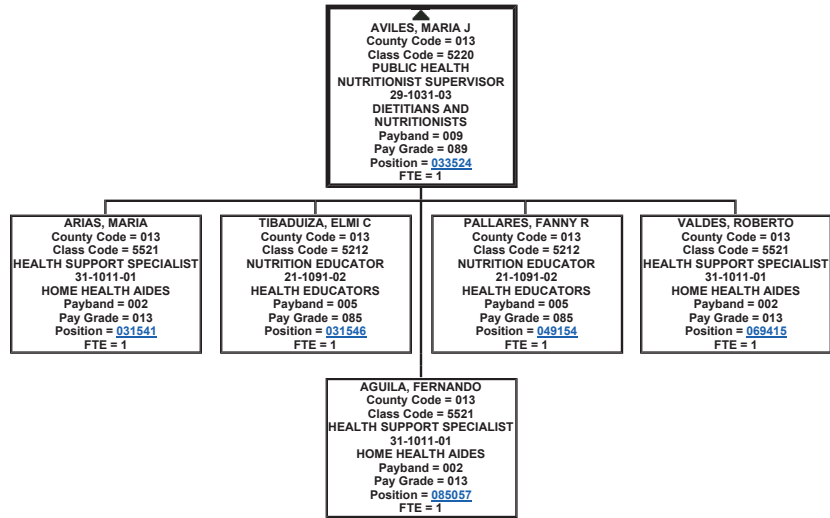 AVILES, MARIA J
County Code = 013
Class Code = 5220
PUBLIC HEALTH
NUTRITIONIST SUPERVISOR
29-1031-03
DIETITIANS AND
NUTRITIONISTS
Payband = 009
Pay Grade = 089
Position = 033524
FTE = 1
ARIAS, MARIA
County Code = 013
Class Code = 5521
HEALTH SUPPORT SPECIALIST
31-1011-01
HOME HEALTH AIDES
Payband = 002
Pay Grade = 013
Position = 031541
FTE = 1
TIBADUIZA, ELMI C
County Code = 013
Class Code = 5212
NUTRITION EDUCATOR
21-1091-02
HEALTH EDUCATORS
Payband = 005
Pay Grade = 085
Position = 031546
FTE = 1
PALLARES, FANNY R
County Code = 013
Class Code = 5212
NUTRITION EDUCATOR
21-1091-02
HEALTH EDUCATORS
Payband = 005
Pay Grade = 085
Position = 049154
FTE = 1
VALDES, ROBERTO
County Code = 013
Class Code = 5521
HEALTH SUPPORT SPECIALIST
31-1011-01
HOME HEALTH AIDES
Payband = 002
Pay Grade = 013
Position = 069415
FTE = 1
AGUILA, FERNANDO
County Code = 013
Class Code = 5521
HEALTH SUPPORT SPECIALIST
31-1011-01
HOME HEALTH AIDES
Payband = 002
Pay Grade = 013
Position = 085057
FTE = 1